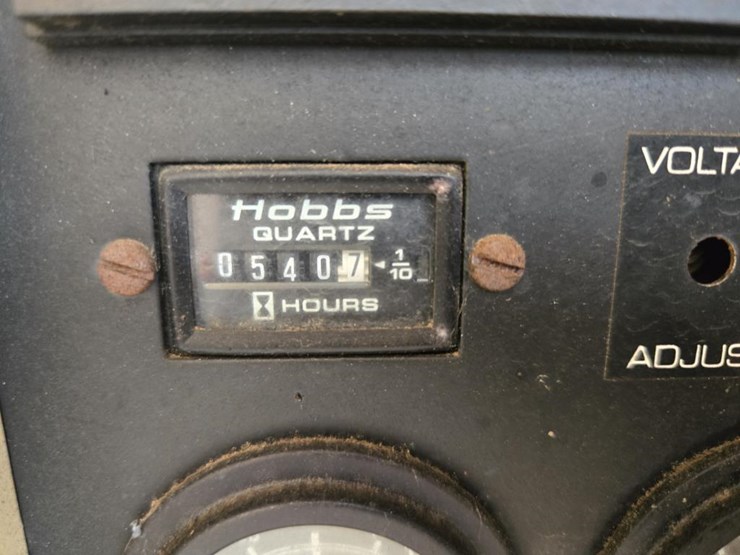 Hobbs
QUARTZ
05407 1/10
HOURS
VOLTA
ADJUS